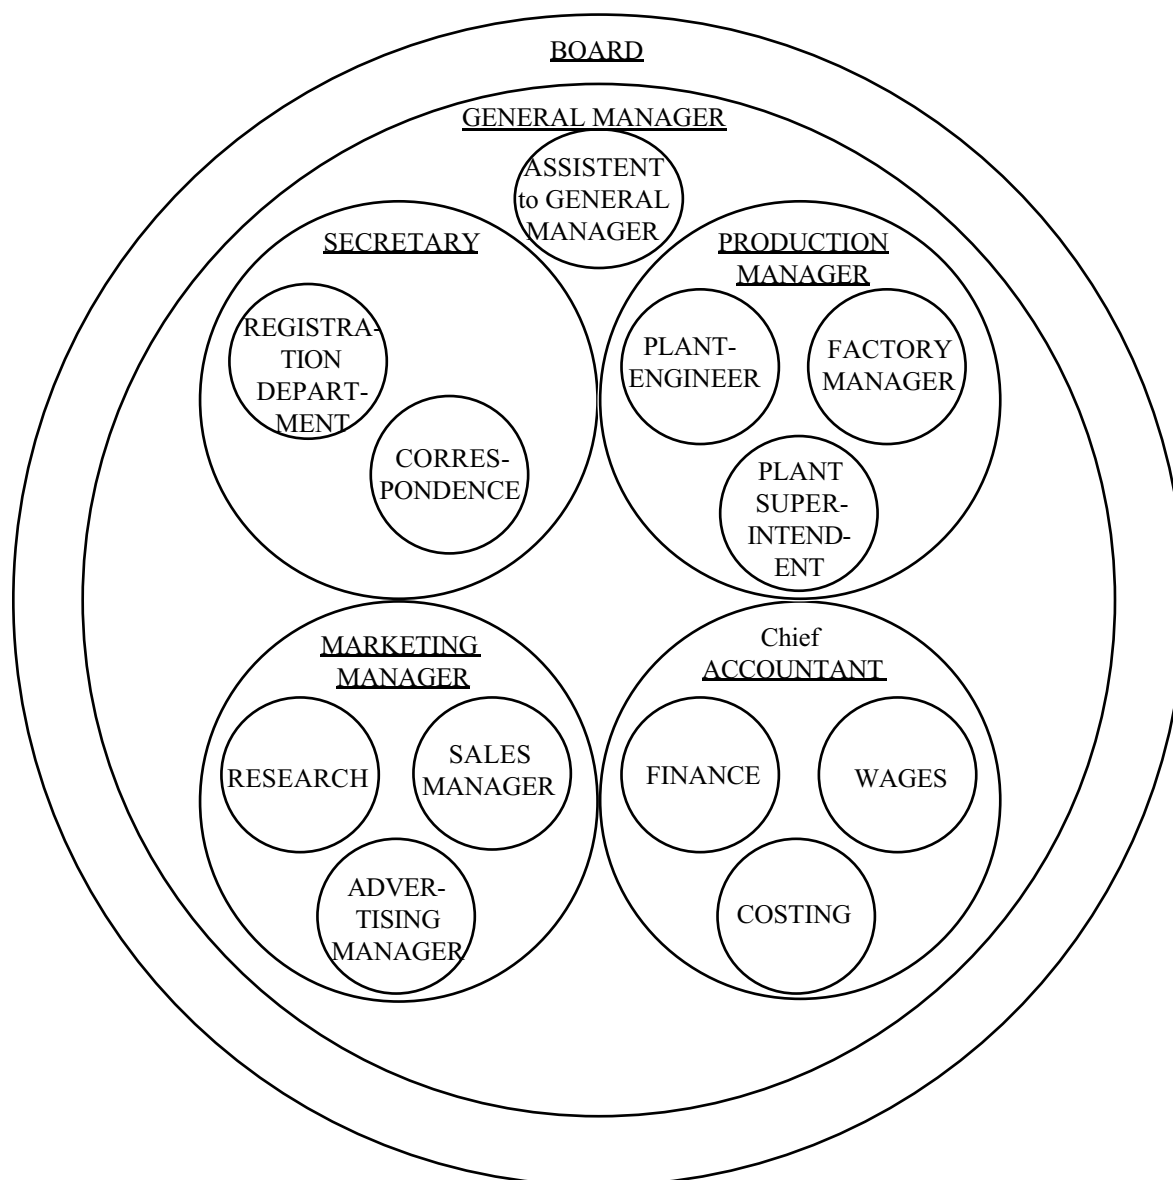 BOARD
GENERAL MANAGER
ASSISTENT
to GENERAL
MANAGER
SECRETARY
REGISTRA-
TION
DEPART-
MENT
CORRES-
PONDENCE
PRODUCTION
MANAGER
PLANT-
ENGINEER
FACTORY
MANAGER
PLANT
SUPER-
INTEND-
ENT
MARKETING
MANAGER
RESEARCH
SALES
MANAGER
ADVER-
TISING
MANAGER
Chief
ACCOUNTANT
FINANCE
WAGES
COSTING